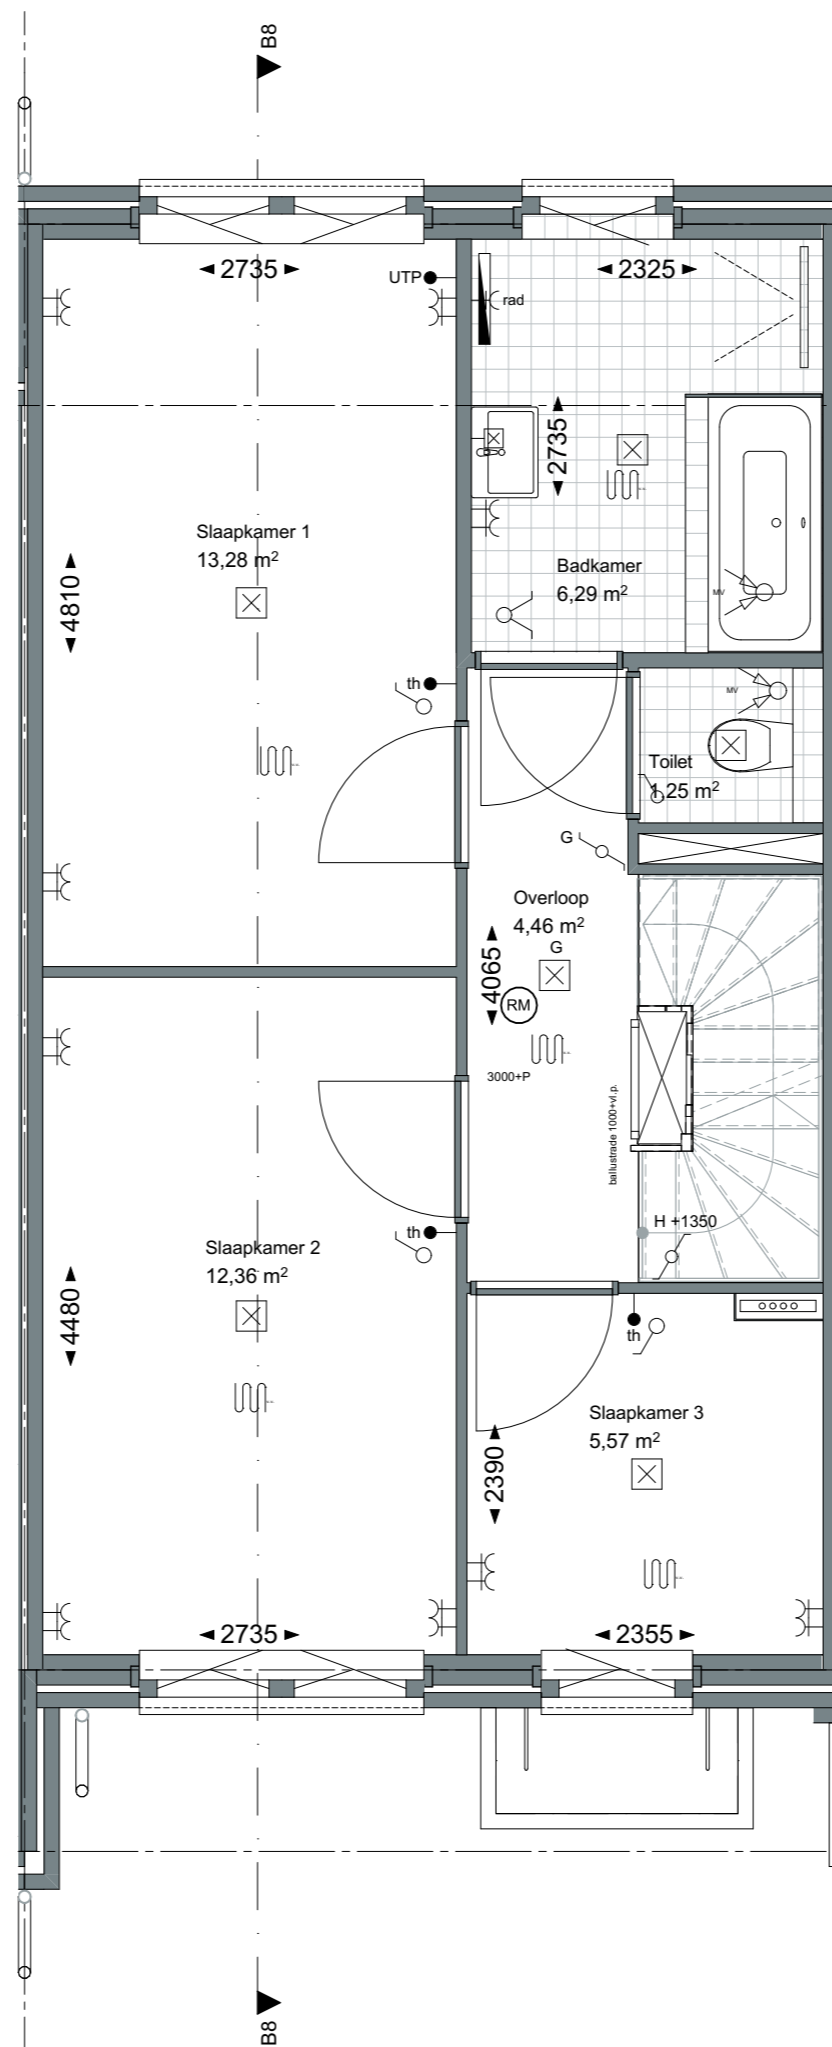 B8
2735
UTP
2325
rad
2735
Slaapkamer 1
13,28 m²
4810
Badkamer
6,29 m²
MV
th
MV
Toilet
1,25 m²
G
Overloop
4,46 m²
G
4065
RM
3000+P
ballustrade 1000+vl.p.
H +1350
th
Slaapkamer 2
12,36 m²
4480
th
Slaapkamer 3
5,57 m²
2390
2735
2355
B8